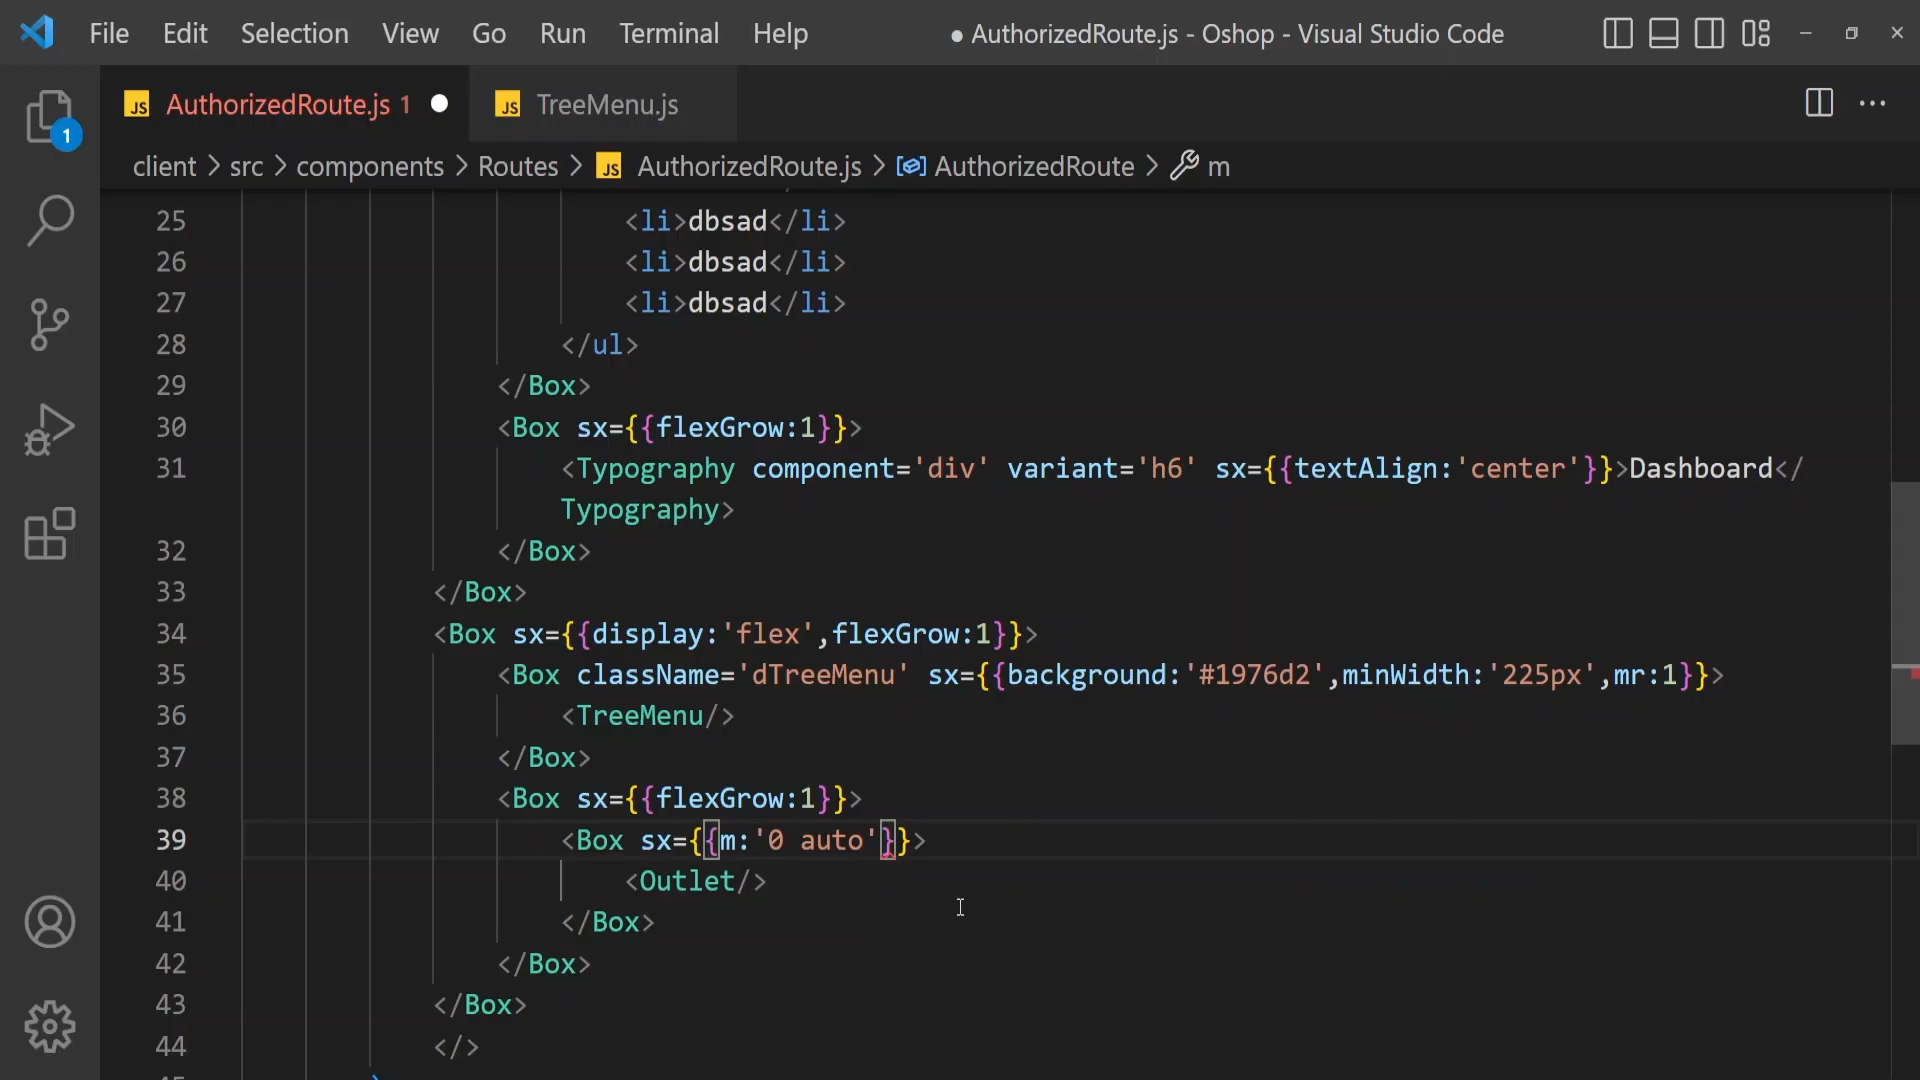 File Edit Selection View Go Run Terminal Help ● AuthorizedRoute.js - Oshop - Visual Studio Code
JS AuthorizedRoute.js 1 ● JS TreeMenu.js ···
1
client > src > components > Routes > JS AuthorizedRoute.js > AuthorizedRoute > m
25 <li>dbsad</li>
26 <li>dbsad</li>
27 <li>dbsad</li>
28 </ul>
29 </Box>
30 <Box sx={{flexGrow:1}}>
31 <Typography component='div' variant='h6' sx={{textAlign:'center'}}>Dashboard</
Typography>
32 </Box>
33 </Box>
34 <Box sx={{display:'flex',flexGrow:1}}>
35 <Box className='dTreeMenu' sx={{background:'#1976d2',minWidth:'225px',mr:1}}>
36 <TreeMenu/>
37 </Box>
38 <Box sx={{flexGrow:1}}>
39 <Box sx={{m:'0 auto'}}>
40 <Outlet/>
41 </Box>
42 </Box>
43 </Box>
44 </>